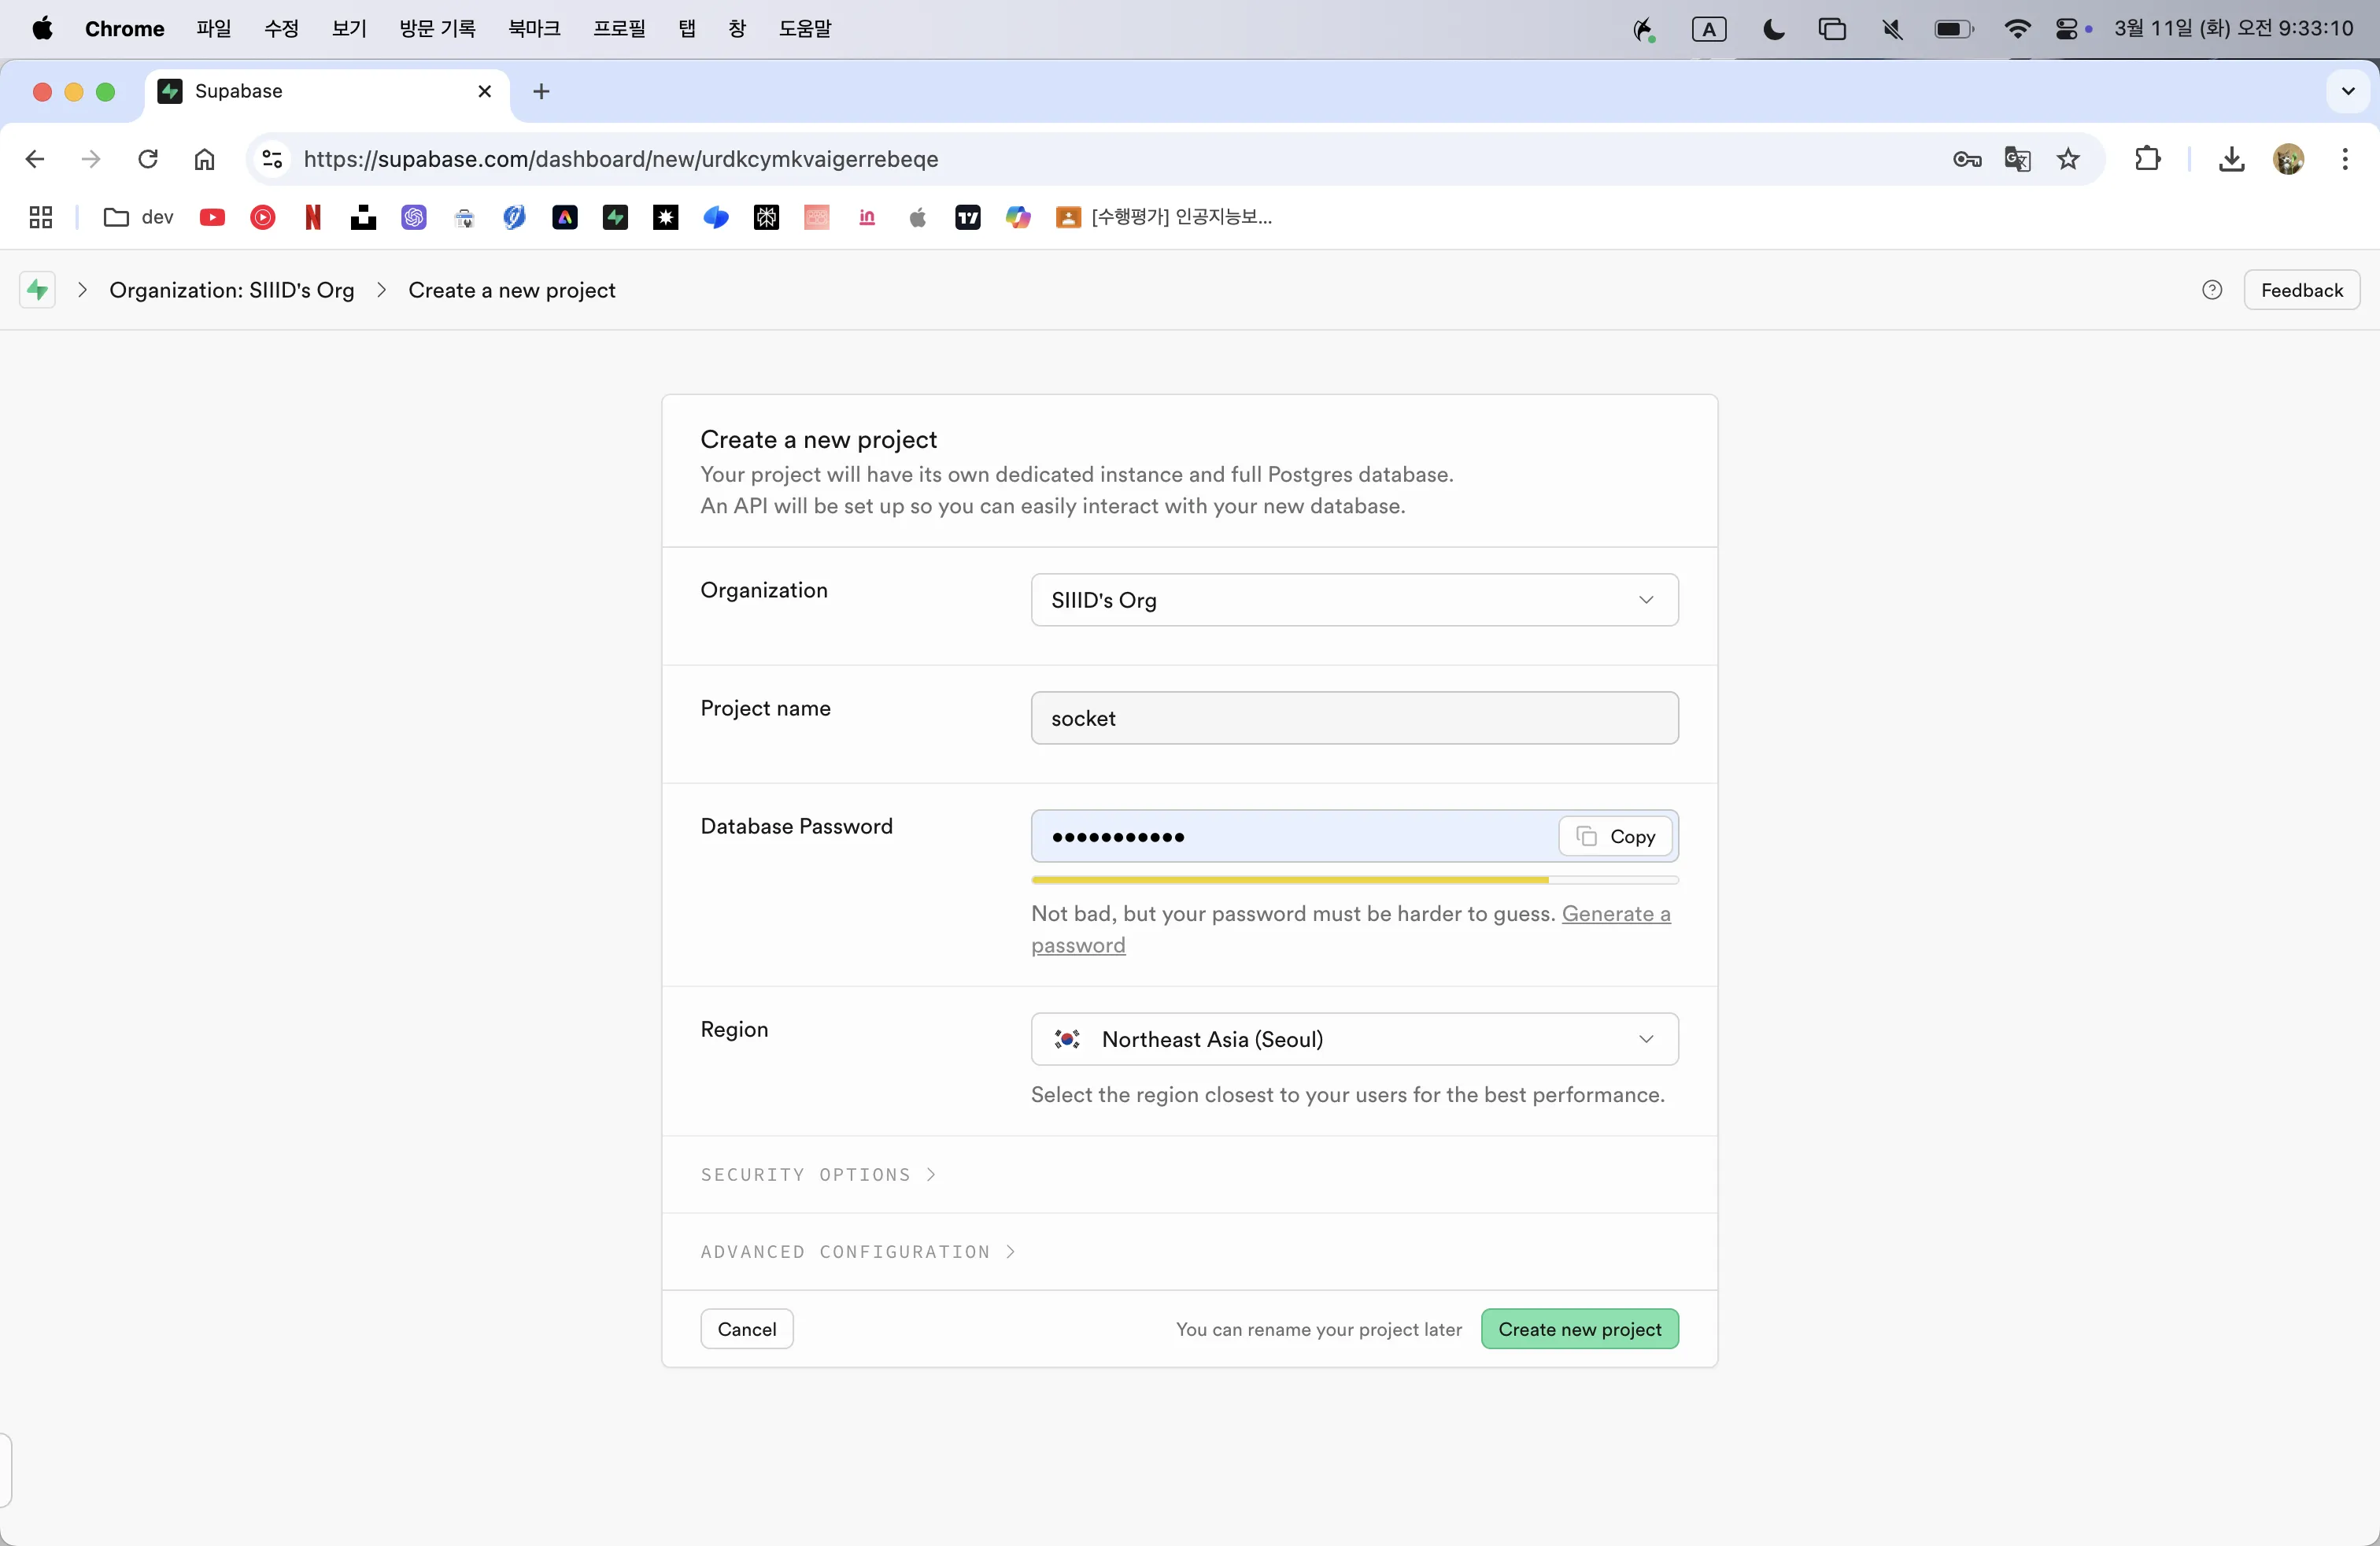 Chrome 파일 수정 보기 방문 기록 북마크 프로필 탭 창 도움말 A 3월 11일 (화) 오전 9:33:10
Supabase
https://supabase.com/dashboard/new/urdkcymkvaigerrebeqe
dev [수행평가] 인공지능보...
Organization: SIIID's Org Create a new project Feedback
Create a new project
Your project will have its own dedicated instance and full Postgres database.
An API will be set up so you can easily interact with your new database.
Organization SIIID's Org
Project name socket
Database Password ●●●●●●●●●●● Copy
Not bad, but your password must be harder to guess. Generate a
password
Region Northeast Asia (Seoul)
Select the region closest to your users for the best performance.
SECURITY OPTIONS
ADVANCED CONFIGURATION
Cancel You can rename your project later Create new project